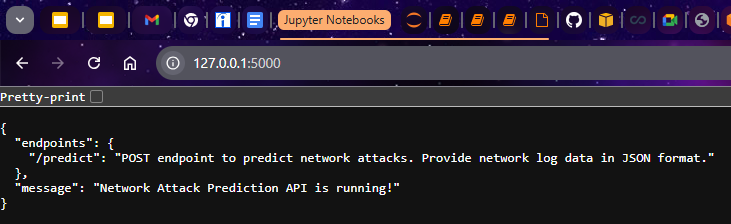 Jupyter Notebooks
127.0.0.1:5000
Pretty-print
{
  "endpoints": {
    "/predict": "POST endpoint to predict network attacks. Provide network log data in JSON format."
  },
  "message": "Network Attack Prediction API is running!"
}